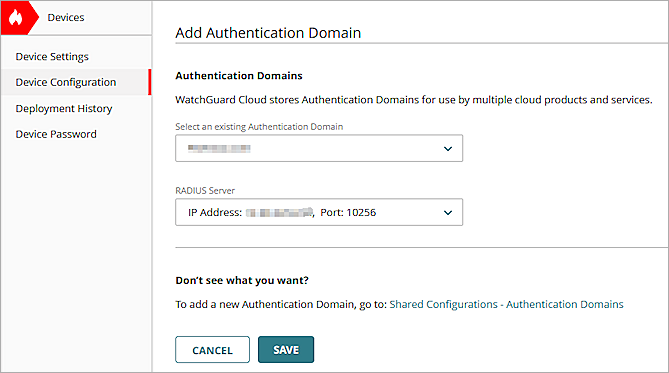 Devices
Device Settings
Device Configuration
Deployment History
Device Password
Add Authentication Domain
Authentication Domains
WatchGuard Cloud stores Authentication Domains for use by multiple cloud products and services.
Select an existing Authentication Domain
RADIUS Server
IP Address: , Port: 10256
Don't see what you want?
To add a new Authentication Domain, go to: Shared Configurations - Authentication Domains
CANCEL
SAVE